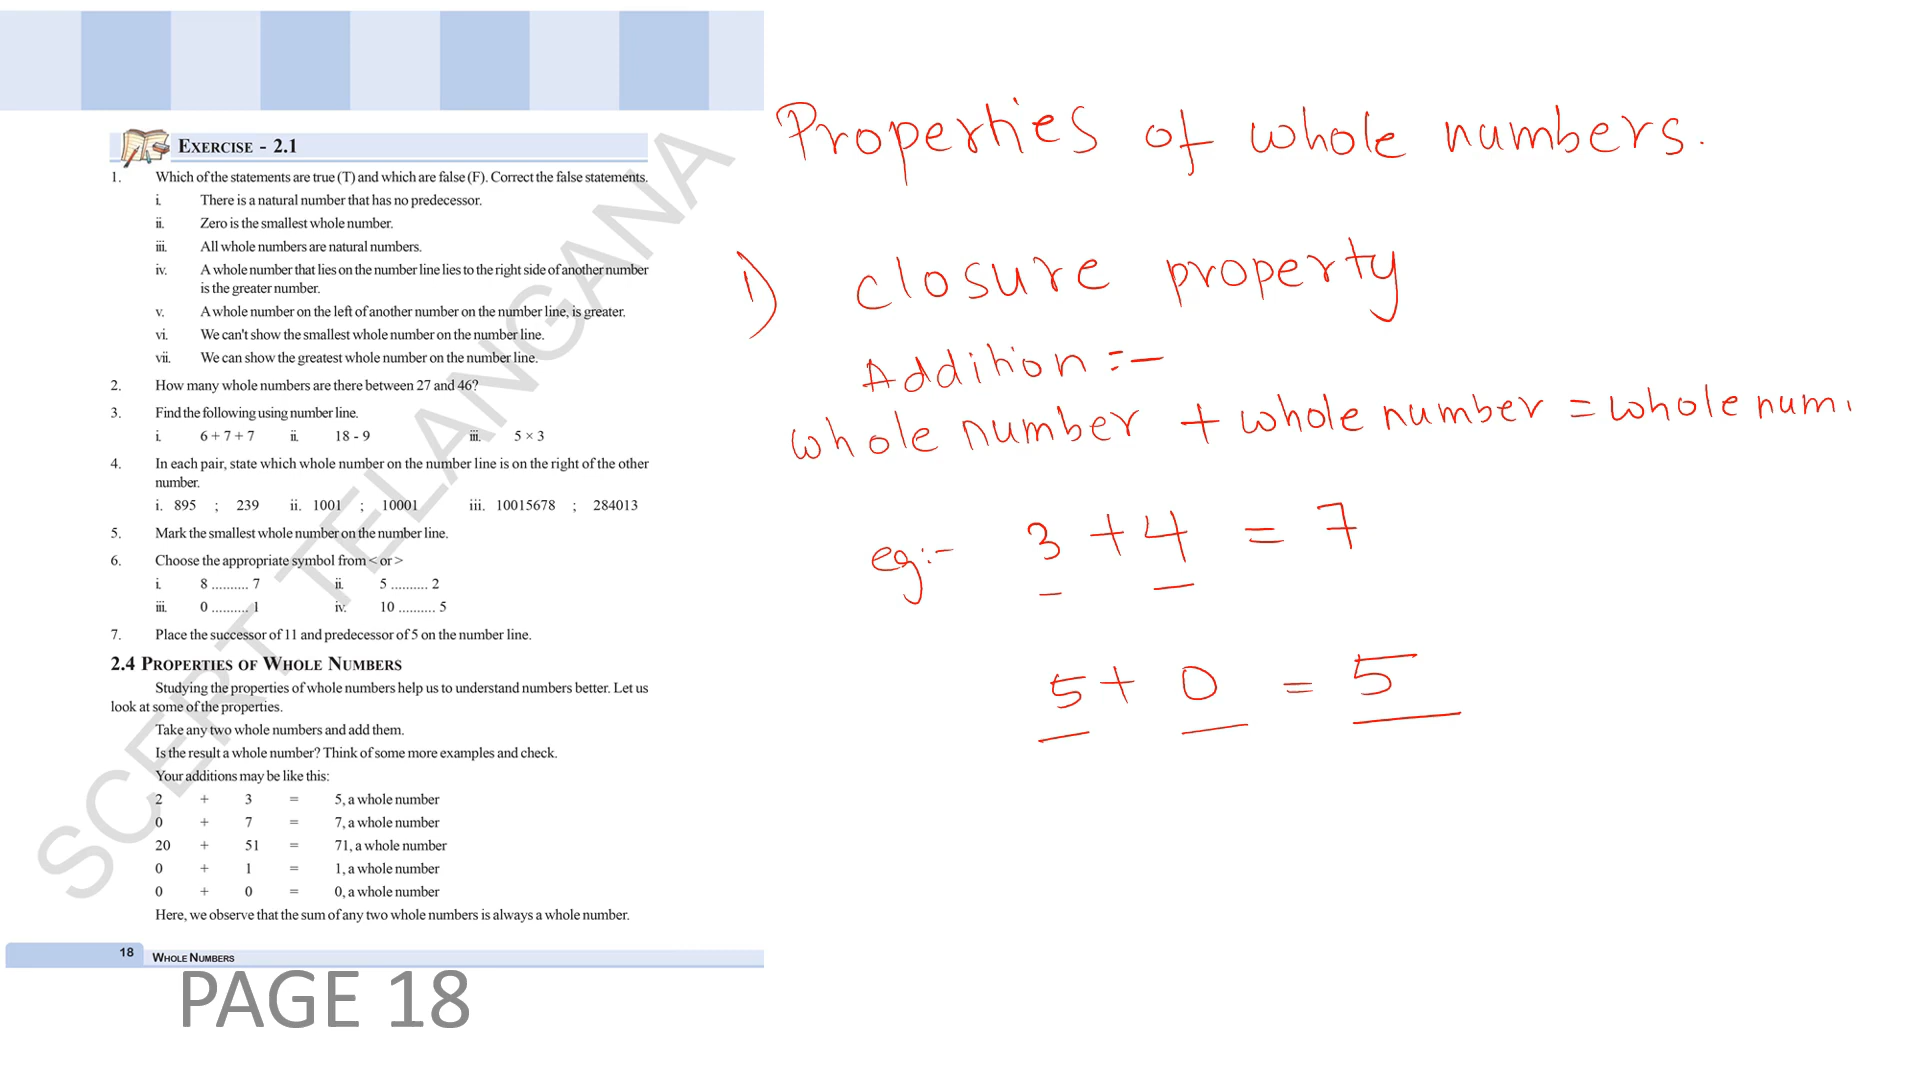 EXERCISE - 2.1
1. Which of the statements are true (T) and which are false (F). Correct the false statements.
i. There is a natural number that has no predecessor.
ii. Zero is the smallest whole number.
iii. All whole numbers are natural numbers.
iv. A whole number that lies on the number line lies to the right side of another number
is the greater number.
v. A whole number on the left of another number on the number line, is greater.
vi. We can't show the smallest whole number on the number line.
vii. We can show the greatest whole number on the number line.
2. How many whole numbers are there between 27 and 46?
3. Find the following using number line.
i. 6 + 7 + 7 ii. 18 - 9 iii. 5 × 3
4. In each pair, state which whole number on the number line is on the right of the other
number.
i. 895 ; 239 ii. 1001 ; 10001 iii. 10015678 ; 284013
5. Mark the smallest whole number on the number line.
6. Choose the appropriate symbol from < or >
i. 8 .......... 7 ii. 5 .......... 2
iii. 0 .......... 1 iv. 10 .......... 5
7. Place the successor of 11 and predecessor of 5 on the number line.
2.4 PROPERTIES OF WHOLE NUMBERS
Studying the properties of whole numbers help us to understand numbers better. Let us
look at some of the properties.
Take any two whole numbers and add them.
Is the result a whole number? Think of some more examples and check.
Your additions may be like this:
2 + 3 = 5, a whole number
0 + 7 = 7, a whole number
20 + 51 = 71, a whole number
0 + 1 = 1, a whole number
0 + 0 = 0, a whole number
Here, we observe that the sum of any two whole numbers is always a whole number.
18 WHOLE NUMBERS
SCERT TELANGANA
PAGE 18
Properties of whole numbers.
1) closure property
Addition :-
whole number + whole number = whole num.
eg:- 3 + 4 = 7
5 + 0 = 5